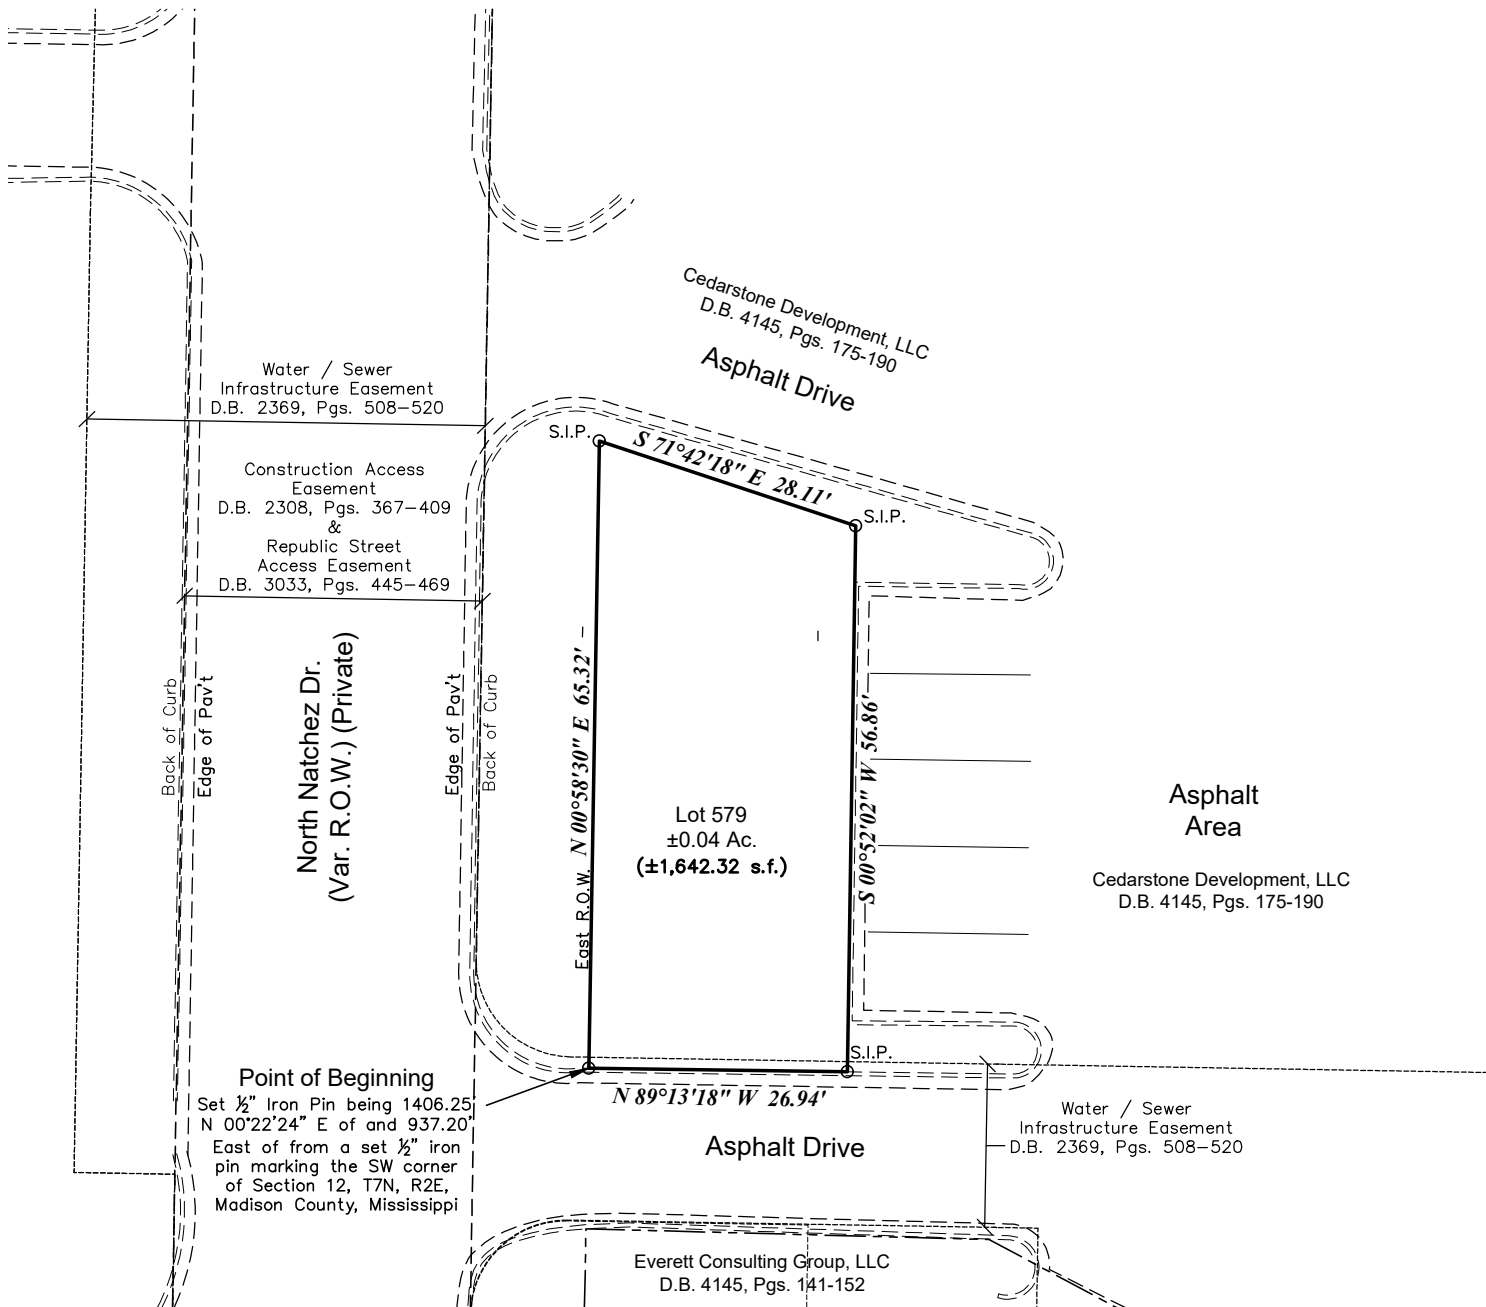 Cedarstone Development, LLC
D.B. 4145, Pgs. 175-190
Asphalt Drive
Water / Sewer
Infrastructure Easement
D.B. 2369, Pgs. 508-520
S.I.P.
S 71°42'18" E 28.11'
S.I.P.
Construction Access
Easement
D.B. 2308, Pgs. 367-409
&
Republic Street
Access Easement
D.B. 3033, Pgs. 445-469
Back of Curb
Edge of Pav't
North Natchez Dr.
(Var. R.O.W.) (Private)
Edge of Pav't
Back of Curb
East R.O.W. N 00°58'30" E 65.32'
Lot 579
±0.04 Ac.
(±1,642.32 s.f.)
S 00°52'02" W 56.86'
Asphalt
Area
Cedarstone Development, LLC
D.B. 4145, Pgs. 175-190
S.I.P.
Point of Beginning
Set ½" Iron Pin being 1406.25'
N 00°22'24" E of and 937.20'
East of from a set ½" iron
pin marking the SW corner
of Section 12, T7N, R2E,
Madison County, Mississippi
N 89°13'18" W 26.94'
Asphalt Drive
Water / Sewer
Infrastructure Easement
D.B. 2369, Pgs. 508-520
Everett Consulting Group, LLC
D.B. 4145, Pgs. 141-152